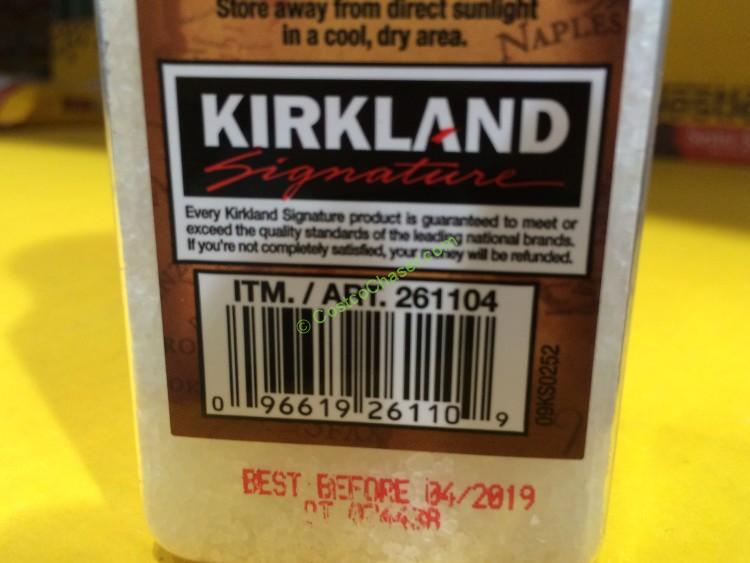 Store away from direct sunlight
in a cool, dry area.
NAPLES
KIRKLAND
Signature
Every Kirkland Signature product is guaranteed to meet or
exceed the quality standards of the leading national brands.
If you're not completely satisfied, your money will be refunded.
© CostcoChaser.com
ITM. / ART. 261104
0 96619 26110 9
09KS0252
BEST BEFORE 04/2019